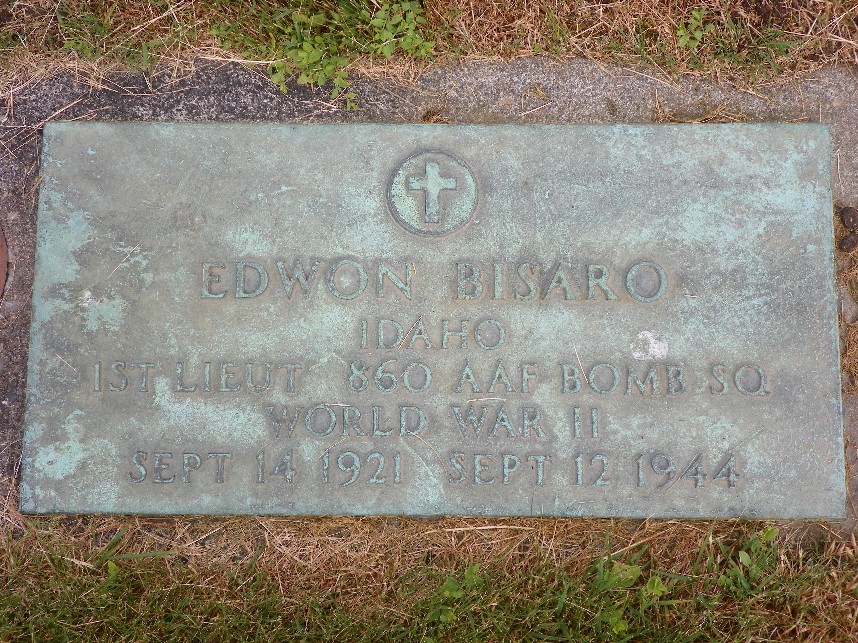 EDWON BISARO
IDAHO
1ST LIEUT 860 AAF BOMB SQ
WORLD WAR II
SEPT 14 1921 SEPT 12 1944